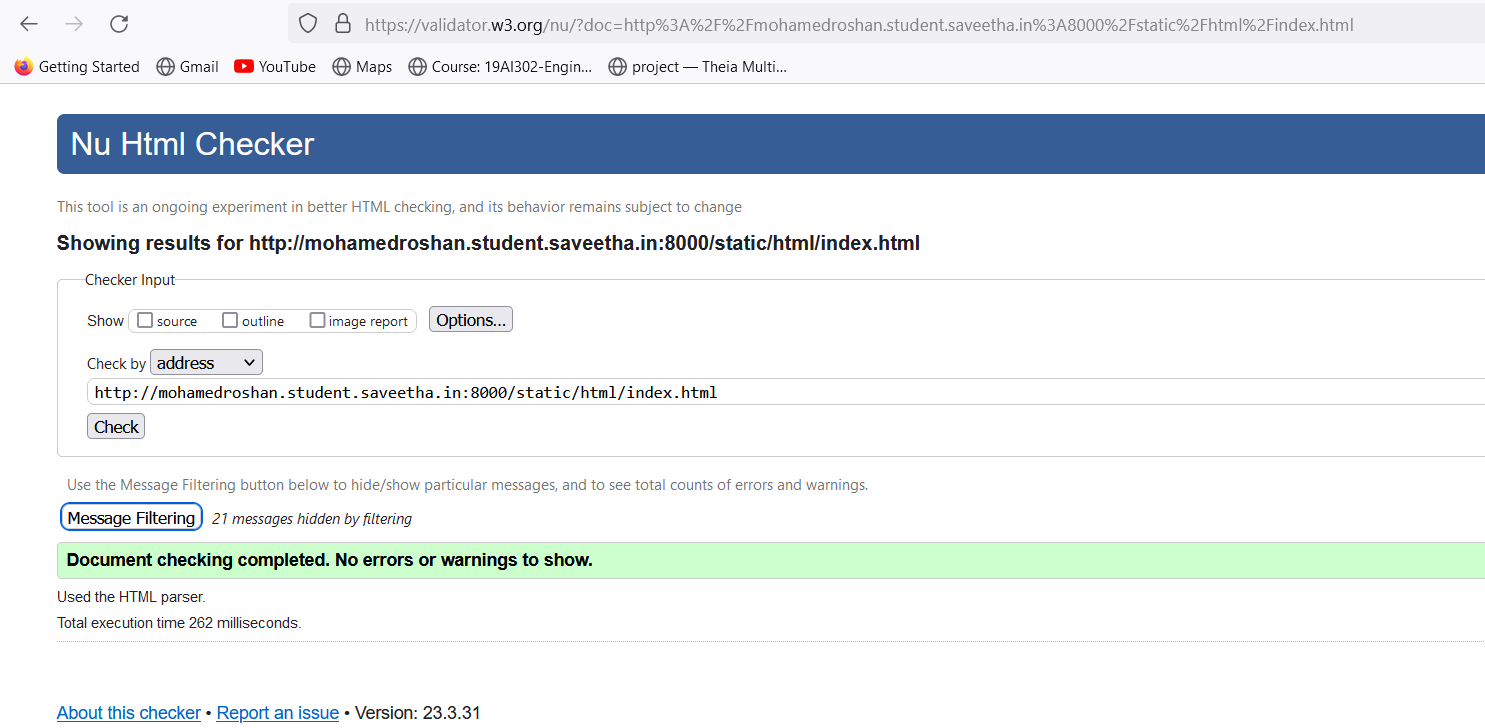 https://validator.w3.org/nu/?doc=http%3A%2F%2Fmohamedroshan.student.saveetha.in%3A8000%2Fstatic%2Fhtml%2Findex.html
Getting Started Gmail YouTube Maps Course: 19AI302-Engin... project — Theia Multi...
Nu Html Checker
This tool is an ongoing experiment in better HTML checking, and its behavior remains subject to change
Showing results for http://mohamedroshan.student.saveetha.in:8000/static/html/index.html
Checker Input
Show source outline image report Options...
Check by address
http://mohamedroshan.student.saveetha.in:8000/static/html/index.html
Check
Use the Message Filtering button below to hide/show particular messages, and to see total counts of errors and warnings.
Message Filtering 21 messages hidden by filtering
Document checking completed. No errors or warnings to show.
Used the HTML parser.
Total execution time 262 milliseconds.
About this checker • Report an issue • Version: 23.3.31